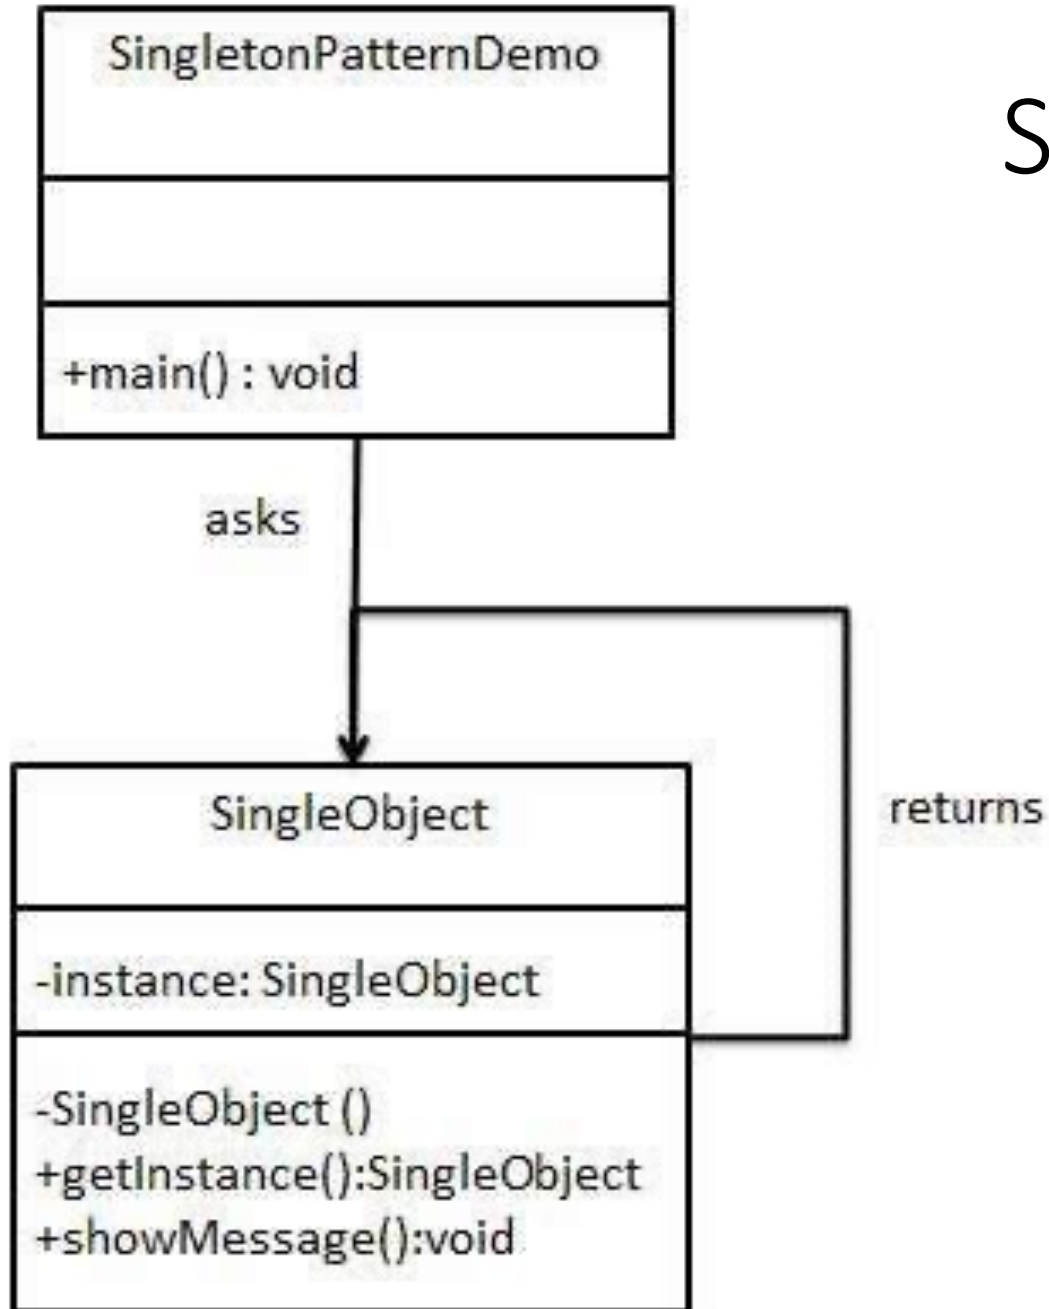 SingletonPatternDemo
S
+main() : void
asks
SingleObject
returns
-instance: SingleObject
-SingleObject ()
+getInstance():SingleObject
+showMessage():void